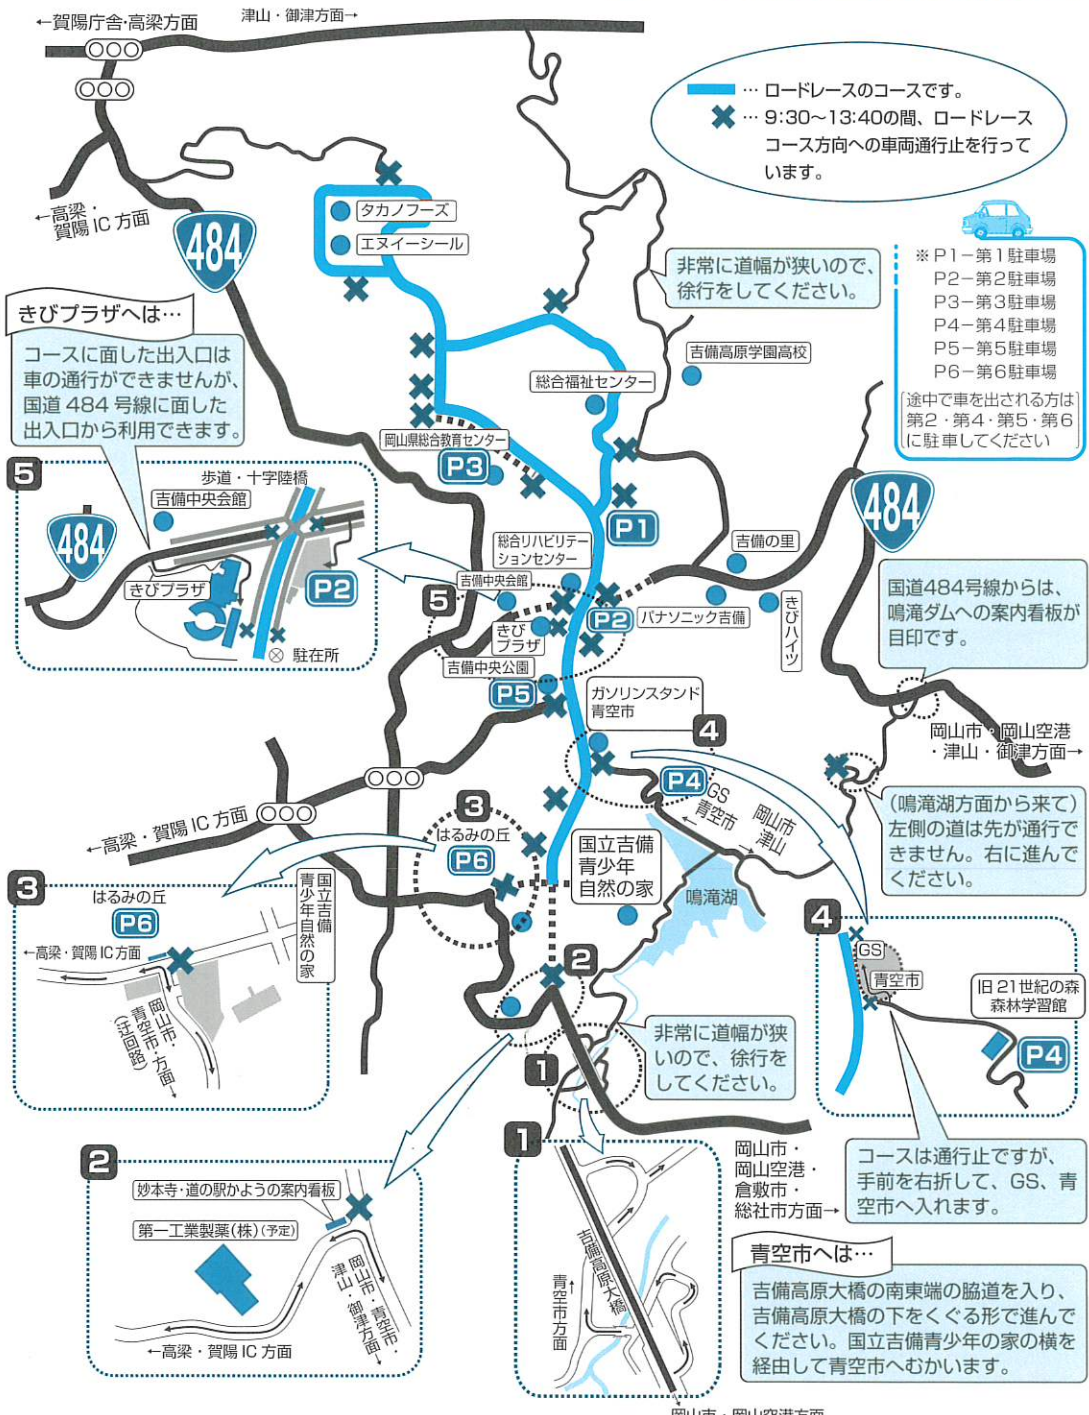 ←賀陽庁舎・高梁方面
津山・御津方面→
… ロードレースのコースです。
… 9:30～13:40の間、ロードレース
コース方向への車両通行止を行って
います。
←高梁・
賀陽 IC 方面
484
タカノフーズ
エヌイーシール
非常に道幅が狭いので、
徐行をしてください。
※P1－第1駐車場
P2－第2駐車場
P3－第3駐車場
P4－第4駐車場
P5－第5駐車場
P6－第6駐車場
途中で車を出される方は
第2・第4・第5・第6
に駐車してください
きびプラザへは…
コースに面した出入口は
車の通行ができませんが、
国道 484 号線に面した
出入口から利用できます。
吉備高原学園高校
総合福祉センター
岡山県総合教育センター
P3
P1
484
5
歩道・十字陸橋
吉備中央会館
484
きびプラザ
P2
駐在所
総合リハビリテー
ションセンター
吉備中央会館
5
きび
プラザ
P2
パナソニック吉備
吉備の里
きびハイツ
吉備中央公園
P5
国道484号線からは、
鳴滝ダムへの案内看板が
目印です。
岡山市・岡山空港
・津山・御津方面→
ガソリンスタンド
青空市
4
P4
GS
青空市
←
岡山市
津山
→
(鳴滝湖方面から来て)
左側の道は先が通行で
きません。右に進んで
ください。
←高梁・賀陽 IC 方面
3
はるみの丘
P6
国立吉備
青少年
自然の家
鳴滝湖
3
はるみの丘
P6
国立吉備
青少年自然の家
←高梁・賀陽 IC 方面
岡山市・
青空市・方面→
(迂回路)
2
4
GS
青空市
旧 21世紀の森
森林学習館
P4
非常に道幅が狭
いので、徐行を
してください。
1
岡山市・
岡山空港・
倉敷市・
総社市方面→
コースは通行止ですが、
手前を右折して、GS、青
空市へ入れます。
2
妙本寺・道の駅かようの案内看板
第一工業製薬(株)(予定)
岡山市・青空市・
津山・御津方面→
←高梁・賀陽 IC 方面
1
吉備高原大橋
青空市方面→
岡山市・岡山空港方面
青空市へは…
吉備高原大橋の南東端の脇道を入り、
吉備高原大橋の下をくぐる形で進んで
ください。国立吉備青少年の家の横を
経由して青空市へむかいます。